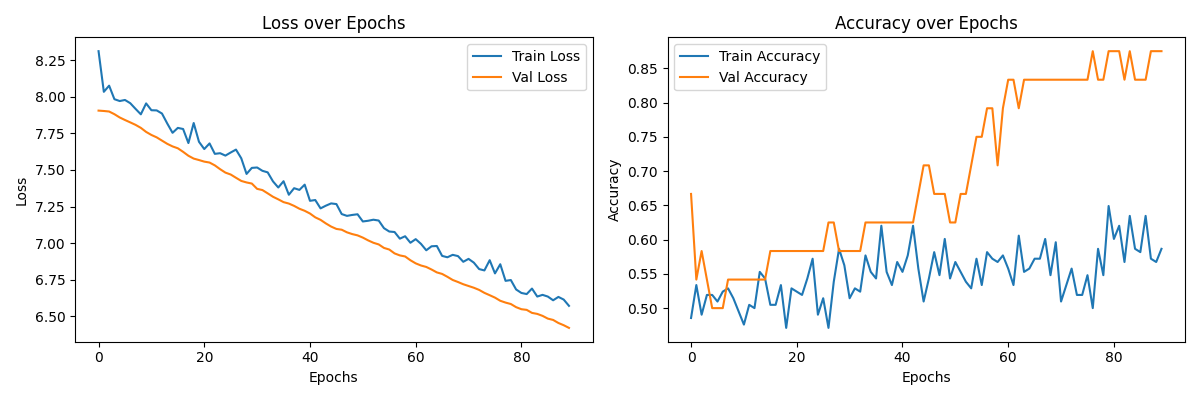 Loss over Epochs
8.25
8.00
7.75
7.50
7.25
7.00
6.75
6.50
Loss
0
20
40
60
80
Epochs
Train Loss
Val Loss
Accuracy over Epochs
0.85
0.80
0.75
0.70
0.65
0.60
0.55
0.50
Accuracy
0
20
40
60
80
Epochs
Train Accuracy
Val Accuracy